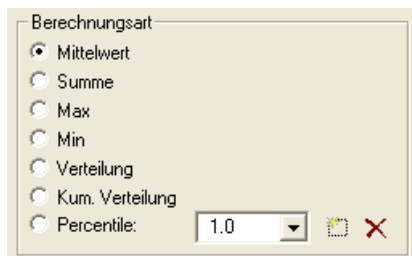 Berechnungsart
Mittelwert
Summe
Max
Min
Verteilung
Kum. Verteilung
Percentile: 1.0